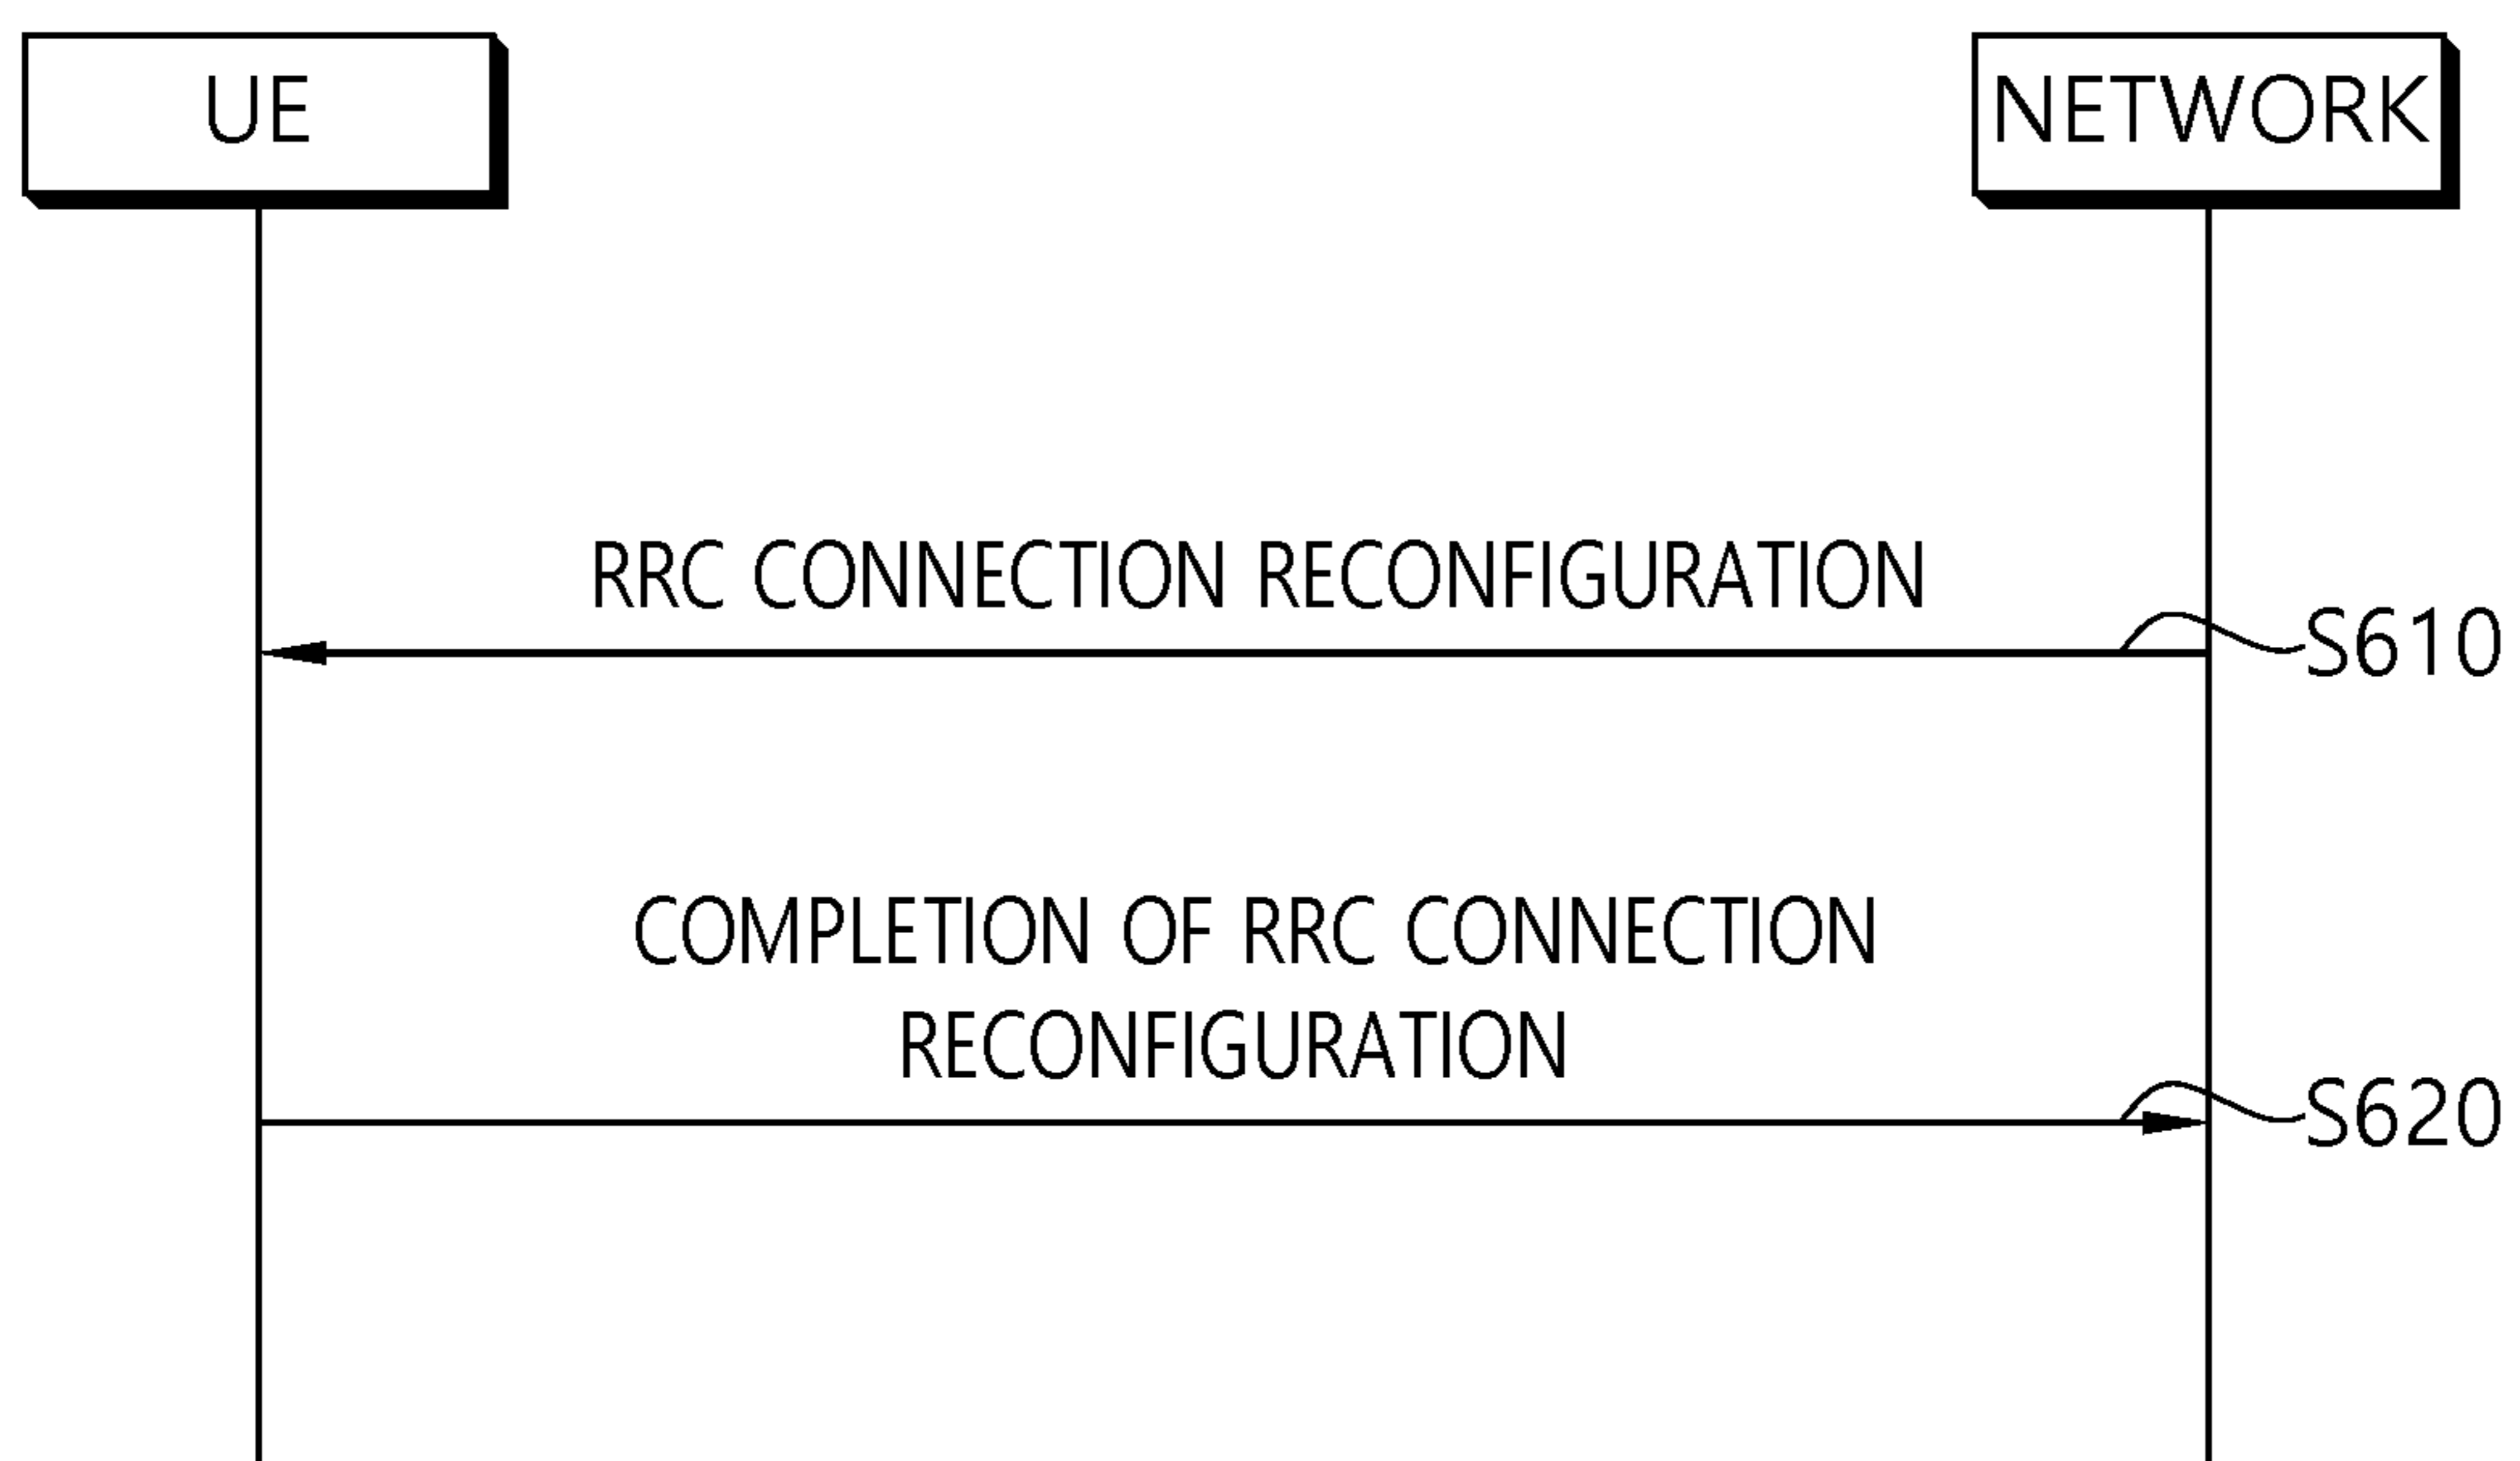 UE
NETWORK
RRC CONNECTION RECONFIGURATION
S610
COMPLETION OF RRC CONNECTION
RECONFIGURATION
S620